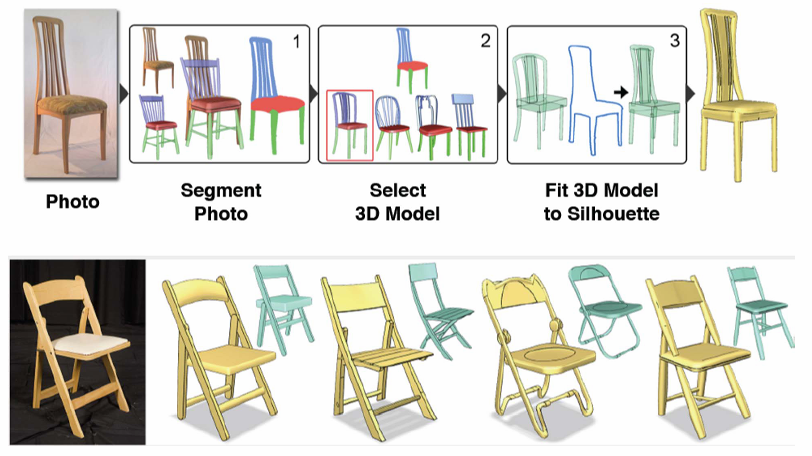 1
2
3
Photo
Segment
Photo
Select
3D Model
Fit 3D Model
to Silhouette